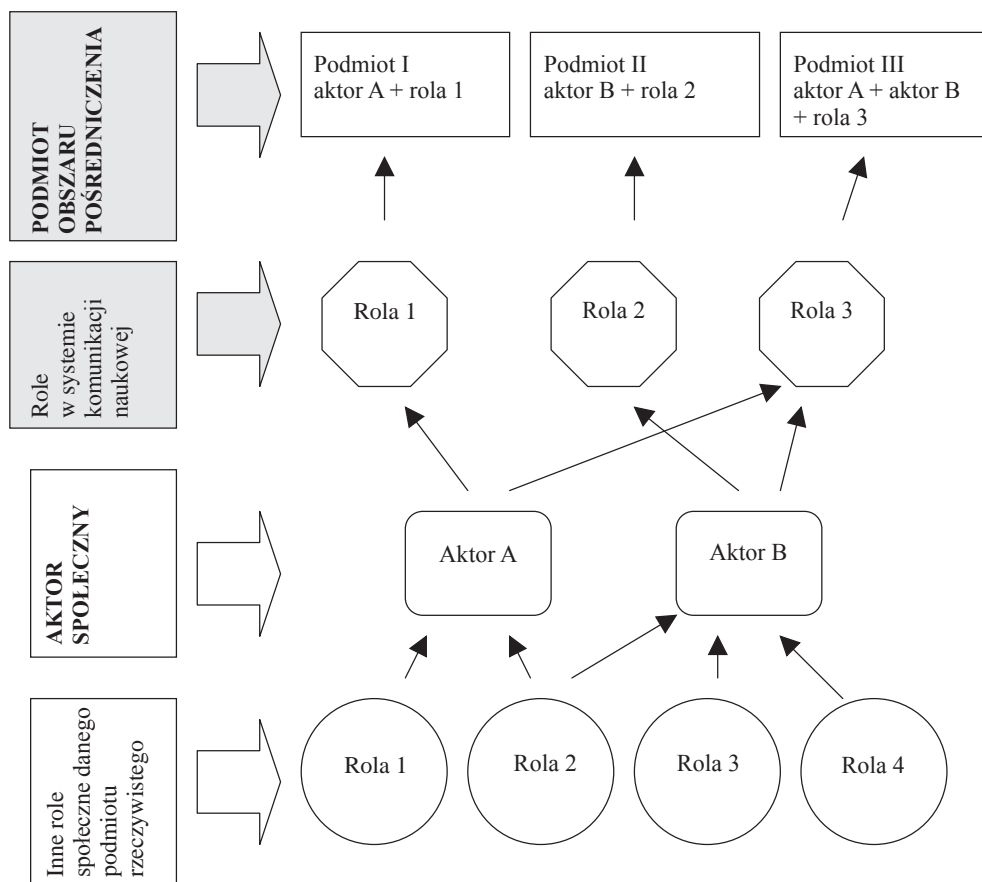 PODMIOT
OBSZARU
POŚREDNICZENIA
Podmiot I
aktor A + rola 1
Podmiot II
aktor B + rola 2
Podmiot III
aktor A + aktor B
+ rola 3
Role
w systemie
komunikacji
naukowej
Rola 1
Rola 2
Rola 3
AKTOR
SPOŁECZNY
Aktor A
Aktor B
Inne role
społeczne danego
podmiotu
rzeczywistego
Rola 1
Rola 2
Rola 3
Rola 4